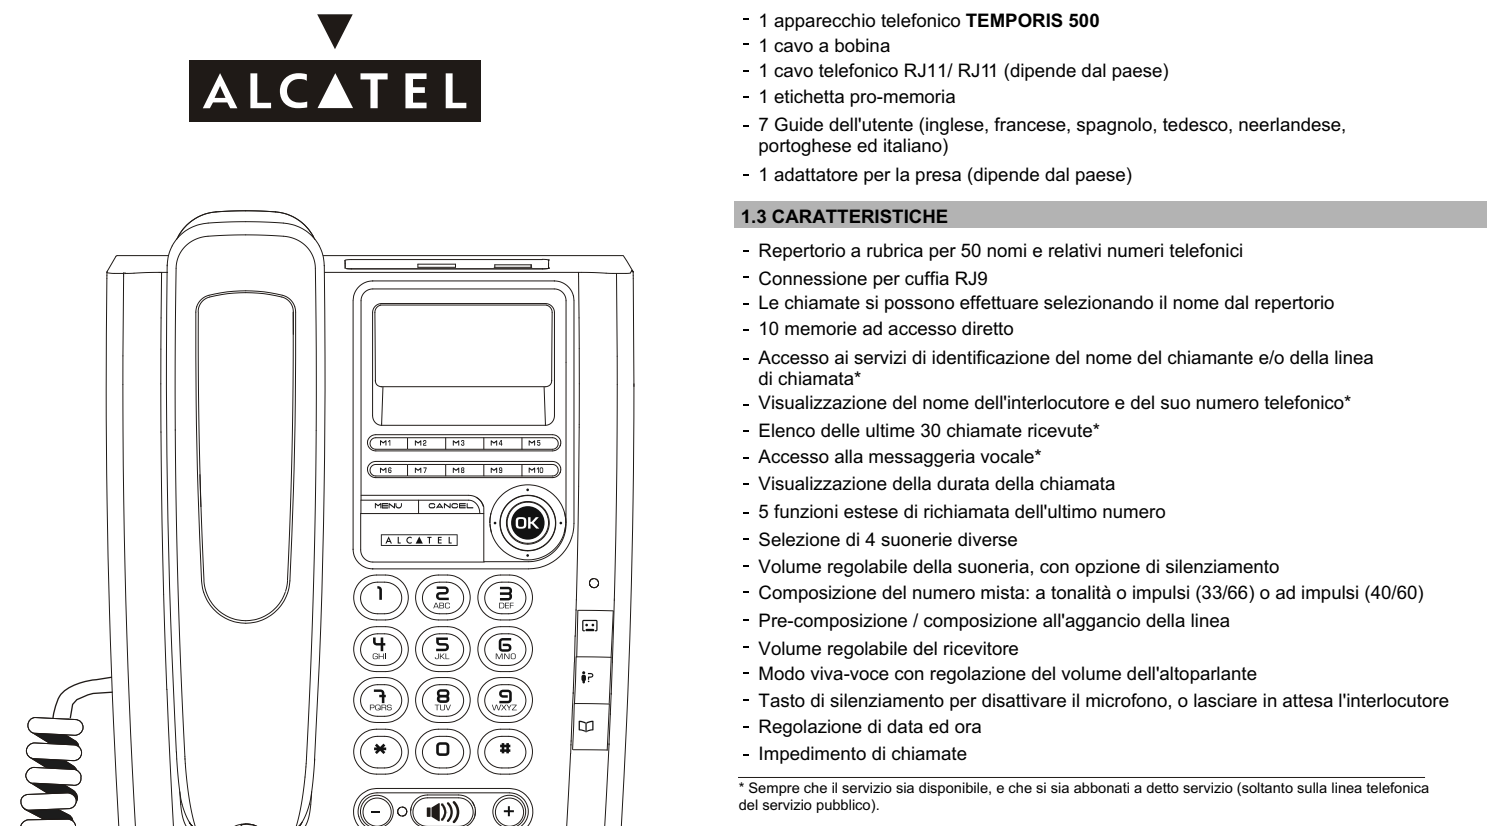 ALCATEL
M1 M2 M3 M4 M5
M6 M7 M8 M9 M10
MENU CANCEL
OK
ALCATEL
1 2 3
ABC DEF
4 5 6
GHI JKL MNO
7 8 9
PQRS TUV WXYZ
* 0 #
- +
- 1 apparecchio telefonico TEMPORIS 500
- 1 cavo a bobina
- 1 cavo telefonico RJ11/ RJ11 (dipende dal paese)
- 1 etichetta pro-memoria
- 7 Guide dell'utente (inglese, francese, spagnolo, tedesco, neerlandese,
portoghese ed italiano)
- 1 adattatore per la presa (dipende dal paese)
1.3 CARATTERISTICHE
- Repertorio a rubrica per 50 nomi e relativi numeri telefonici
- Connessione per cuffia RJ9
- Le chiamate si possono effettuare selezionando il nome dal repertorio
- 10 memorie ad accesso diretto
- Accesso ai servizi di identificazione del nome del chiamante e/o della linea
di chiamata*
- Visualizzazione del nome dell'interlocutore e del suo numero telefonico*
- Elenco delle ultime 30 chiamate ricevute*
- Accesso alla messaggeria vocale*
- Visualizzazione della durata della chiamata
- 5 funzioni estese di richiamata dell'ultimo numero
- Selezione di 4 suonerie diverse
- Volume regolabile della suoneria, con opzione di silenziamento
- Composizione del numero mista: a tonalità o impulsi (33/66) o ad impulsi (40/60)
- Pre-composizione / composizione all'aggancio della linea
- Volume regolabile del ricevitore
- Modo viva-voce con regolazione del volume dell'altoparlante
- Tasto di silenziamento per disattivare il microfono, o lasciare in attesa l'interlocutore
- Regolazione di data ed ora
- Impedimento di chiamate
* Sempre che il servizio sia disponibile, e che si sia abbonati a detto servizio (soltanto sulla linea telefonica
del servizio pubblico).